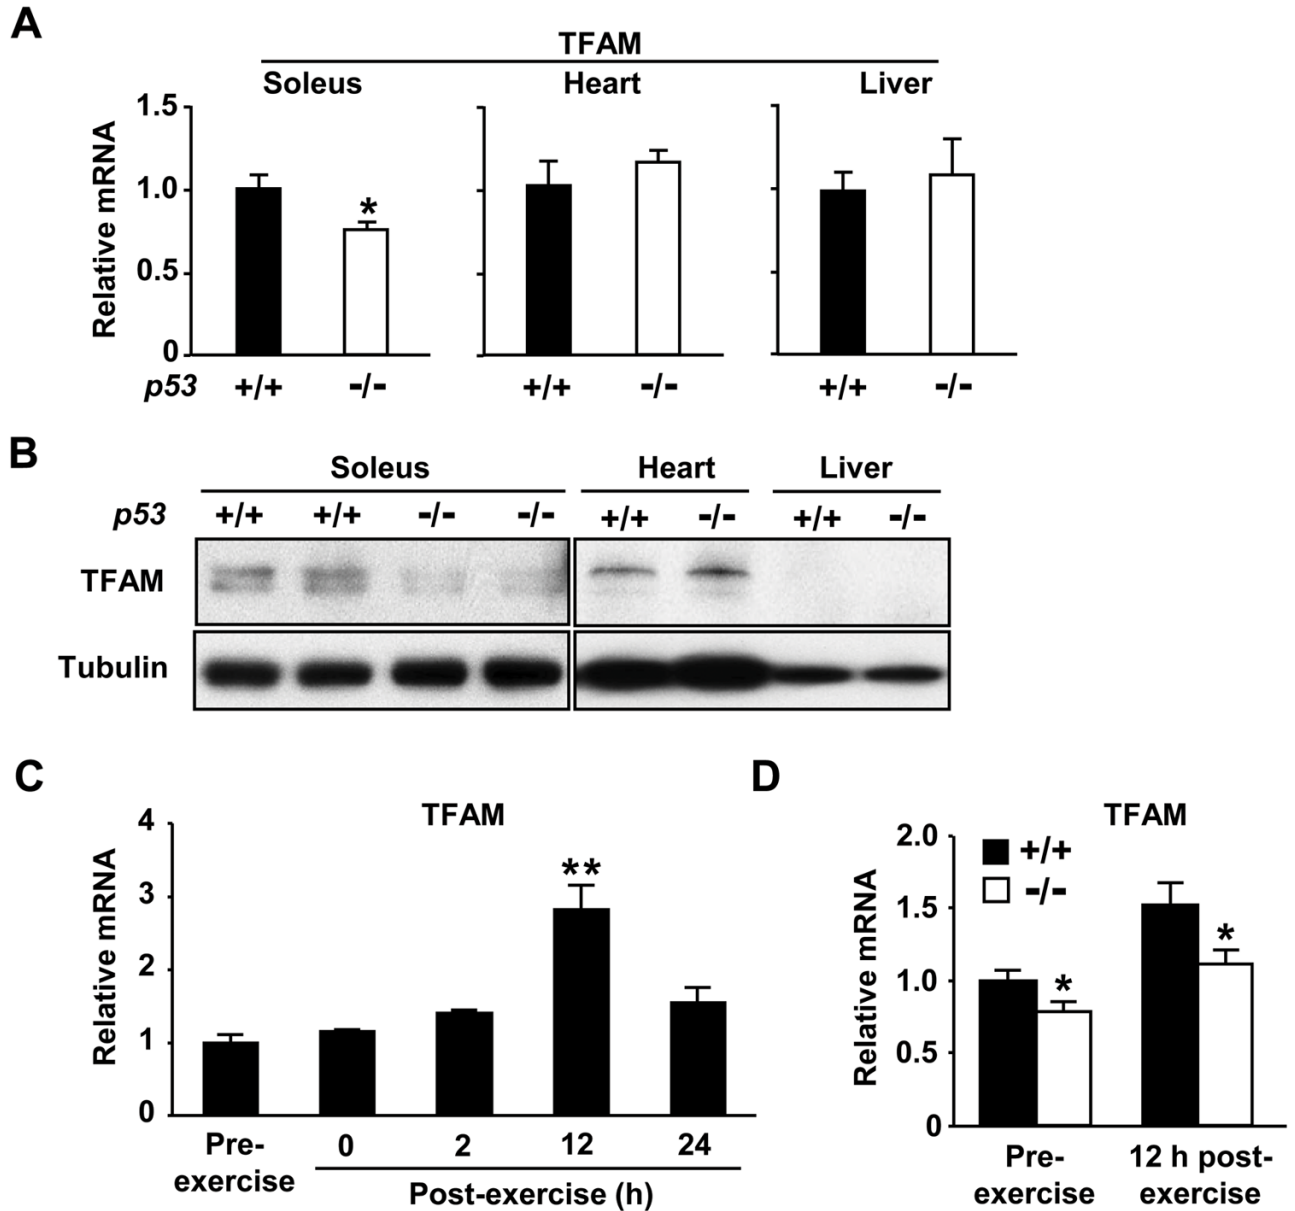 A
TFAM
Soleus Heart Liver
Relative mRNA
1.5
1.0
0.5
0
*
p53 +/+ -/- +/+ -/- +/+ -/-
B
Soleus Heart Liver
p53 +/+ +/+ -/- -/- +/+ -/- +/+ -/-
TFAM
Tubulin
C
TFAM
Relative mRNA
4
3
2
1
0
**
Pre-
exercise
0 2 12 24
Post-exercise (h)
D
TFAM
Relative mRNA
2.0
1.5
1.0
0.5
0
+/+
-/-
*
*
Pre-
exercise
12 h post-
exercise